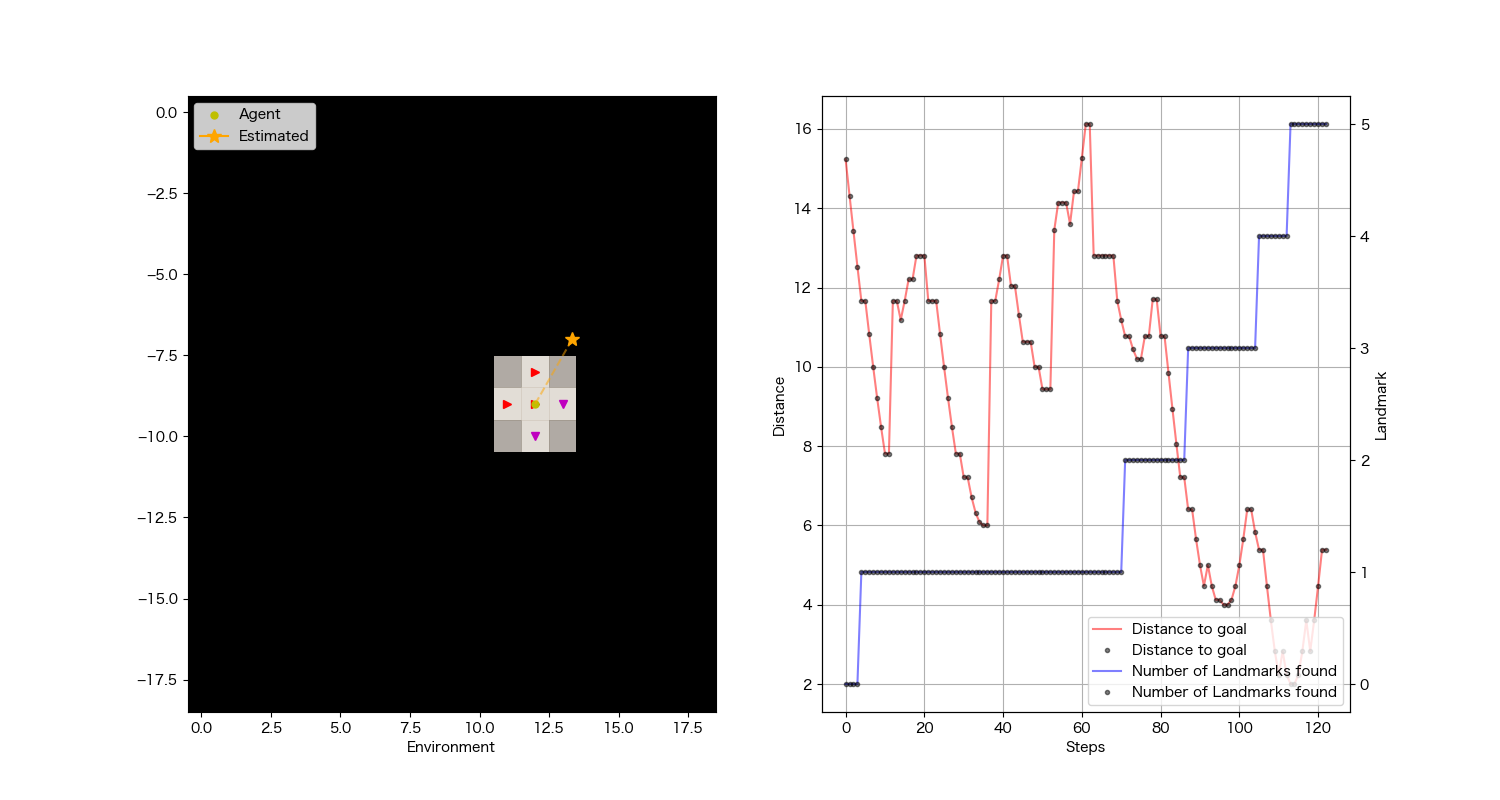 Agent
Estimated
0.0
−2.5
−5.0
−7.5
−10.0
−12.5
−15.0
−17.5
0.0 2.5 5.0 7.5 10.0 12.5 15.0 17.5
Environment
16
14
12
10
8
6
4
2
Distance
0 20 40 60 80 100 120
Steps
5
4
3
2
1
0
Landmark
Distance to goal
Distance to goal
Number of Landmarks found
Number of Landmarks found